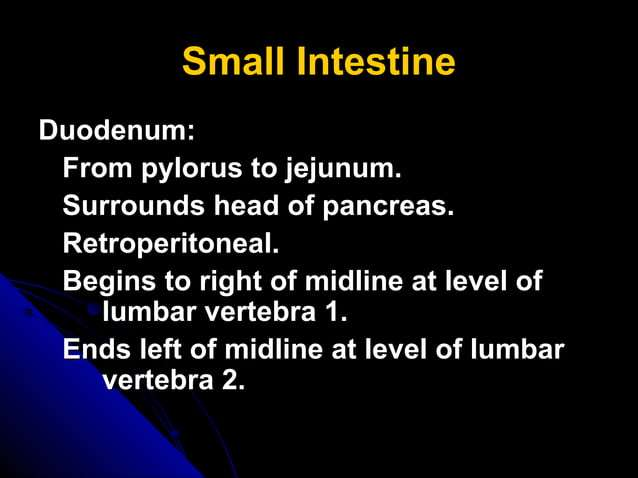 Small Intestine
Duodenum:
From pylorus to jejunum.
Surrounds head of pancreas.
Retroperitoneal.
Begins to right of midline at level of
lumbar vertebra 1.
Ends left of midline at level of lumbar
vertebra 2.